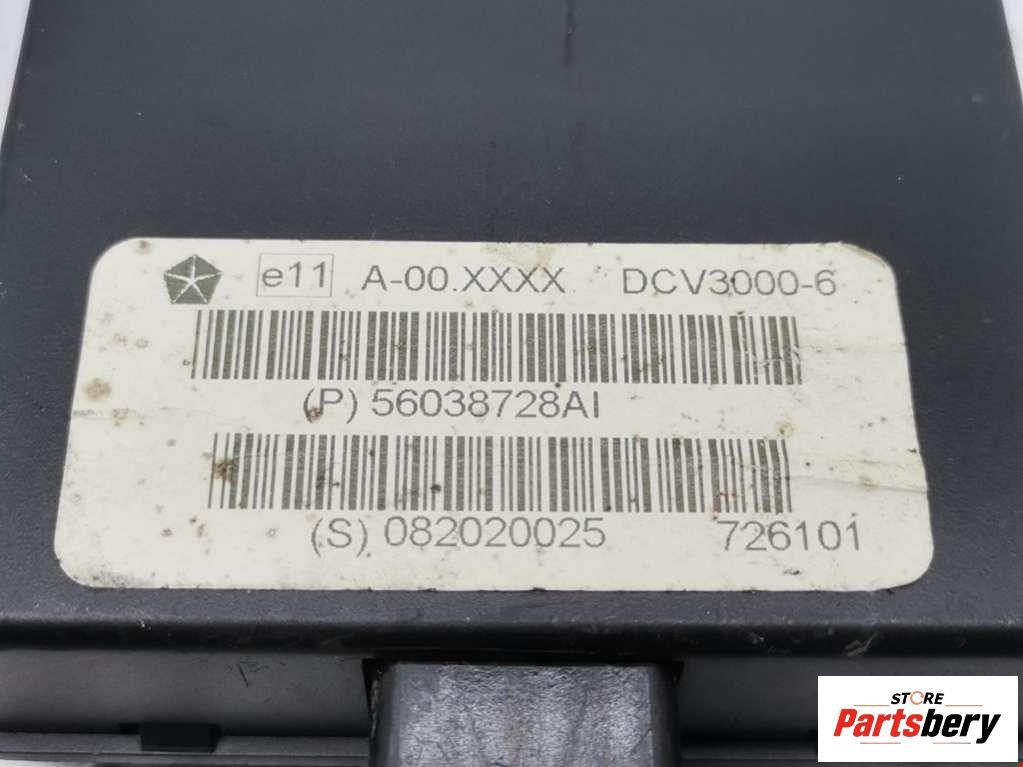 e11 A-00.XXXX DCV3000-6
(P) 56038728AI
(S) 082020025 726101
STORE
Partsbery